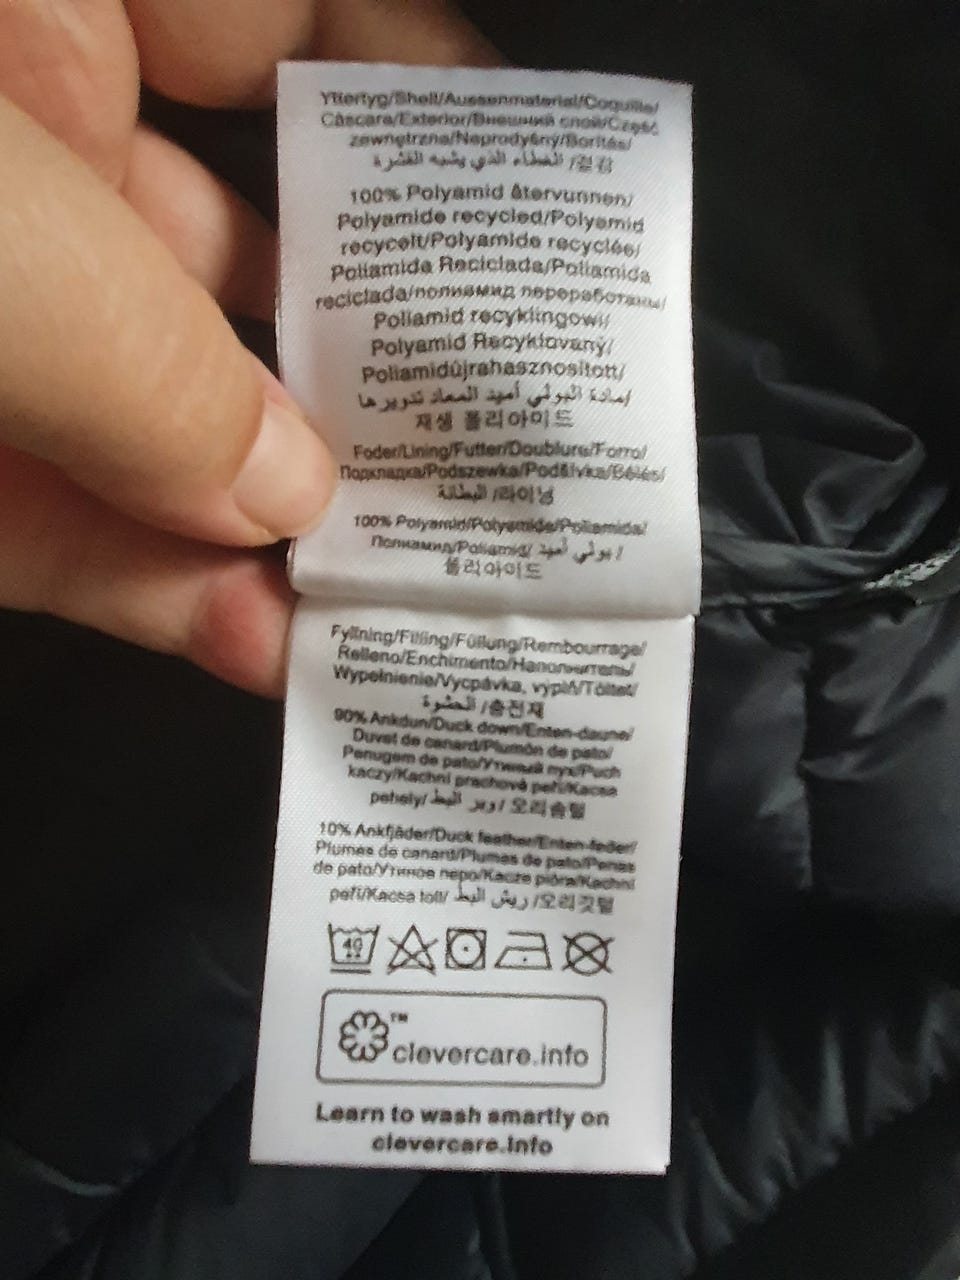 Yttertyg/Shell/Aussenmaterial/Coquille/
Cáscara/Exterior/Внешний слой/Część
zewnętrzna/Neprodyšný/Borítás/
الغطاء الذي يشبه القشرة /겉감
100% Polyamid återvunnen/
Polyamide recycled/Polyamid
recycelt/Polyamide recyclée/
Poliamida Reciclada/Poliamida
reciclada/полиамид переработаны/
Poliamid recyklingowy/
Polyamid Recyklovaný/
Poliamidújrahasznosított/
مادة البولي أميد المعاد تدويرها/
재생 폴리아미드
Foder/Lining/Futter/Doublure/Forro/
Подкладка/Podszewka/Podšívka/Bélés/
البطانة /라이닝
100% Polyamid/Polyamide/Poliamida/
Полиамид/Poliamid/ بولي أميد /
폴리아미드
Fyllning/Filling/Füllung/Rembourrage/
Relleno/Enchimento/Наполнитель/
Wypełnienie/Vycpávka, výplň/Töltet/
الحشوة /충전재
90% Ankdun/Duck down/Enten-daune/
Duvet de canard/Plumón de pato/
Penugem de pato/Утиный пух/Puch
kaczy/Kachní prachové peří/Kacsa
pehely/ وبر البط /오리솜털
10% Ankfjäder/Duck feather/Enten-feder/
Plumes de canard/Plumas de pato/Penas
de pato/Утиное перо/Kacze pióra/Kachní
peří/Kacsa toll/ ريش البط /오리깃털
40
™
clevercare.info
Learn to wash smartly on
clevercare.info